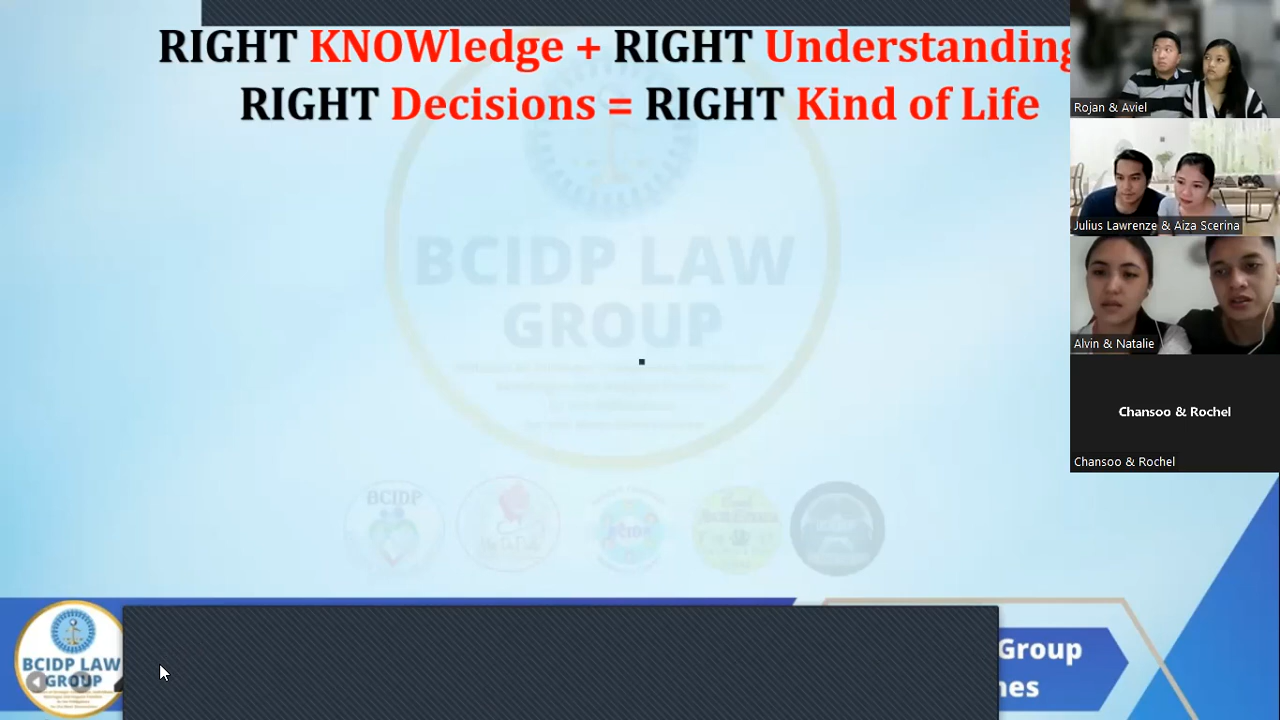 RIGHT KNOWledge + RIGHT Understanding
RIGHT Decisions = RIGHT Kind of Life
BCIDP LAW
GROUP
BCIDP
BCIDP LAW
GROUP
Group
nes
Rojan & Aviel
Julius Lawrenze & Aiza Scerina
Alvin & Natalie
Chansoo & Rochel
Chansoo & Rochel